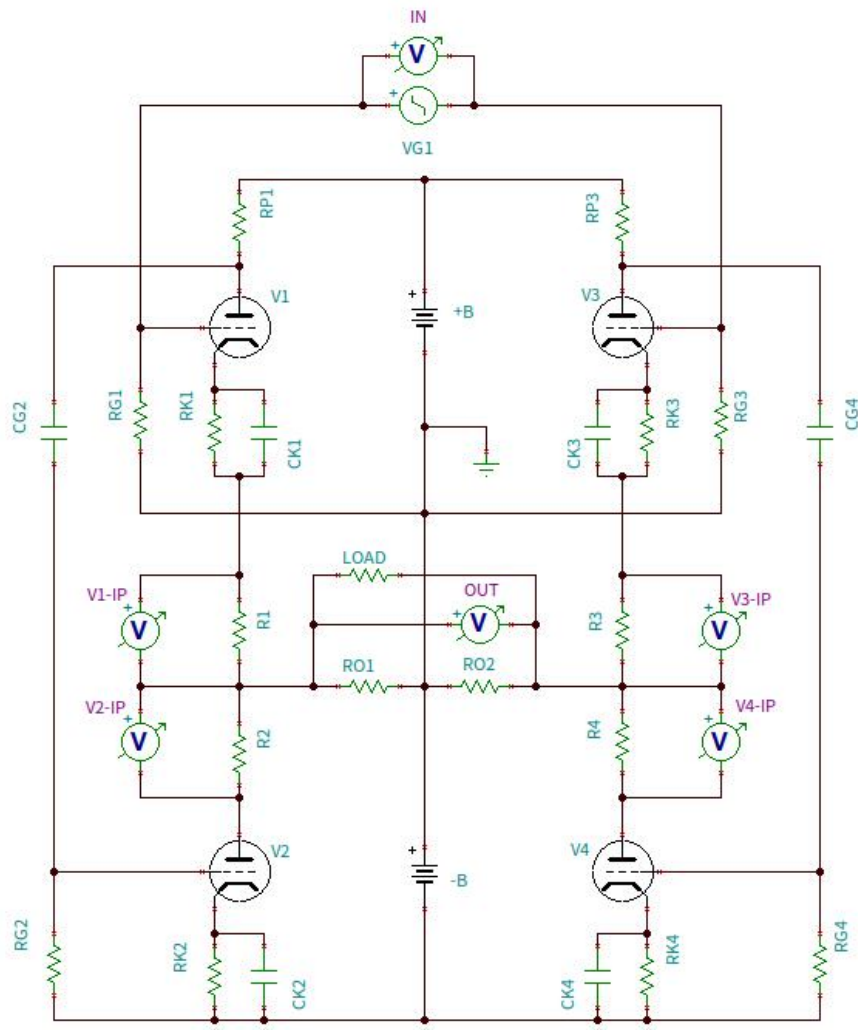 IN
+
V
+
VG1
RP1
RP3
V1
+
+B
V3
CG2
RG1
RK1
CK1
CK3
RK3
RG3
CG4
LOAD
V1-IP
+
V
R1
OUT
+
V
R3
V3-IP
+
V
RO1
RO2
V2-IP
+
V
R2
R4
V4-IP
+
V
V2
+
-B
V4
RG2
RK2
CK2
CK4
RK4
RG4